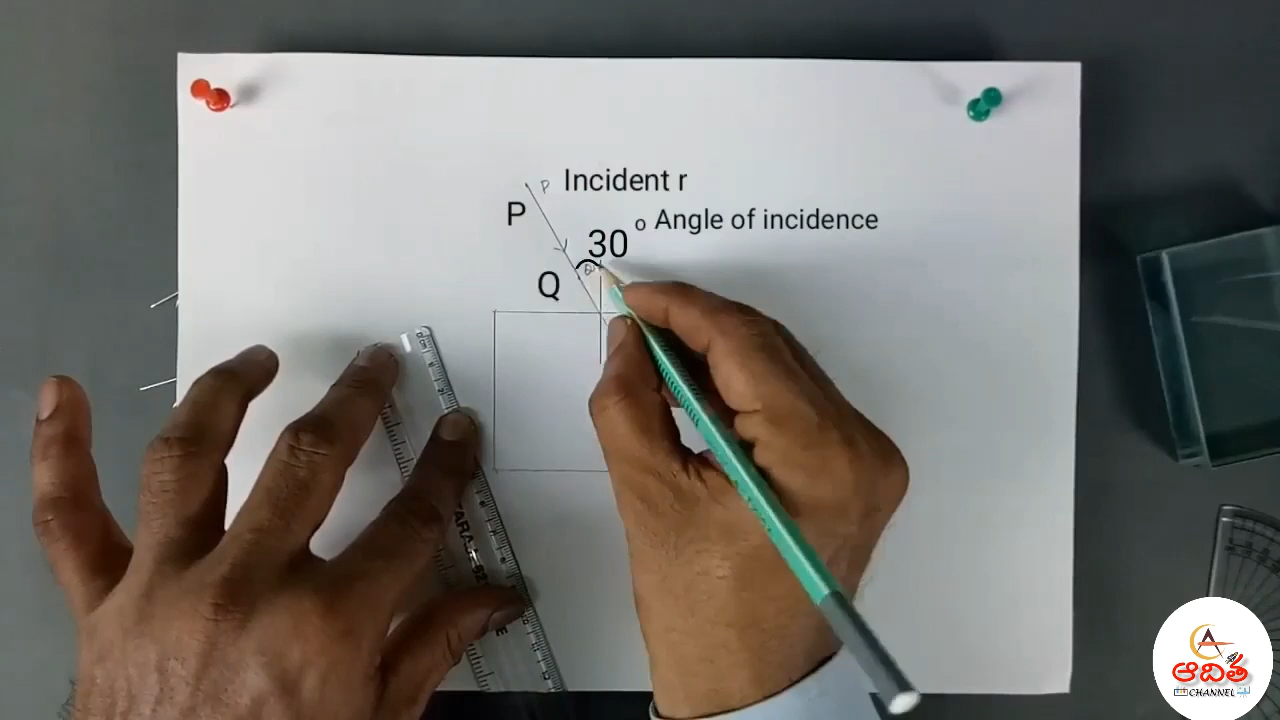 P Incident r
P
30° Angle of incidence
Q
ఆదిత్య
CHANNEL